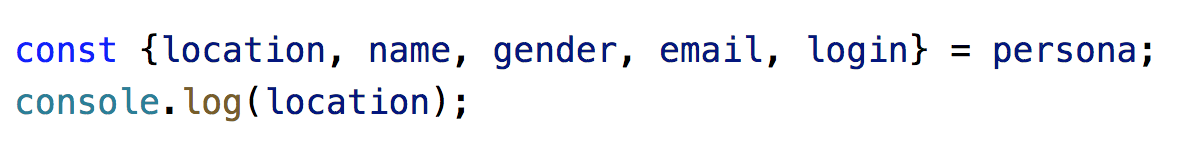 const {location, name, gender, email, login} = persona;
console.log(location);